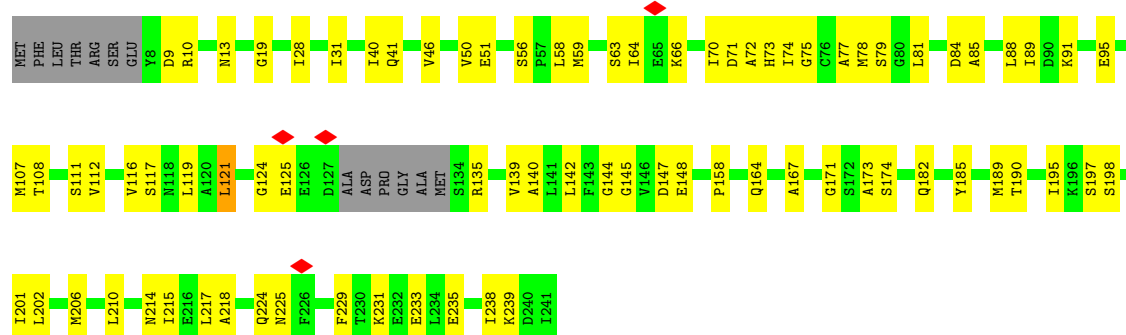 MET PHE LEU THR ARG SER GLU Y8 D9 R10 N13 G19 I28 I31 I40 Q41 V46 V50 E51 S56 P57 L58 M59 S63 I64 E65 K66 I70 D71 A72 H73 I74 G75 C76 A77 M78 S79 G80 L81 D84 A85 L88 I89 D90 K91 E95
M107 T108 S111 V112 V116 S117 N118 L119 A120 L121 G124 E125 E126 D127 ALA ASP PRO GLY ALA MET S134 R135 V139 A140 L141 L142 F143 G144 G145 V146 D147 E148 P158 Q164 A167 G171 S172 A173 S174 Q182 Y185 M189 T190 I195 K196 S197 S198
I201 L202 M206 L210 N214 I215 E216 L217 A218 Q224 N225 F226 F229 T230 K231 E232 E233 L234 E235 I238 K239 D240 I241